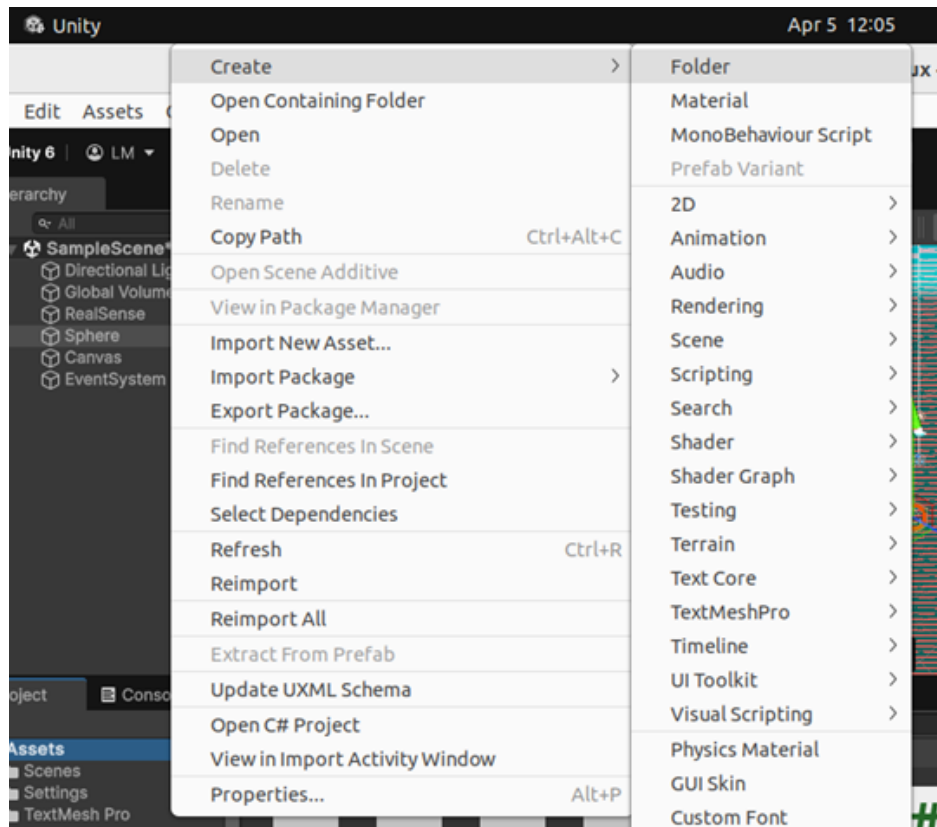 Unity
Apr 5 12:05
Edit Assets
LM
SampleScene*
All
Global Volume
RealSense
Sphere
Canvas
EventSystem
Create
Open Containing Folder
Open
Delete
Rename
Copy Path Ctrl+Alt+C
Open Scene Additive
View in Package Manager
Import New Asset...
Import Package
Export Package...
Find References In Scene
Find References In Project
Select Dependencies
Refresh Ctrl+R
Reimport
Reimport All
Extract From Prefab
Update UXML Schema
Open C# Project
View in Import Activity Window
Properties... Alt+P
Folder
Material
MonoBehaviour Script
Prefab Variant
2D
Animation
Audio
Rendering
Scene
Scripting
Search
Shader
Shader Graph
Testing
Terrain
Text Core
TextMeshPro
Timeline
UI Toolkit
Visual Scripting
Physics Material
GUI Skin
Custom Font
Assets
Scenes
Settings
TextMesh Pro
#